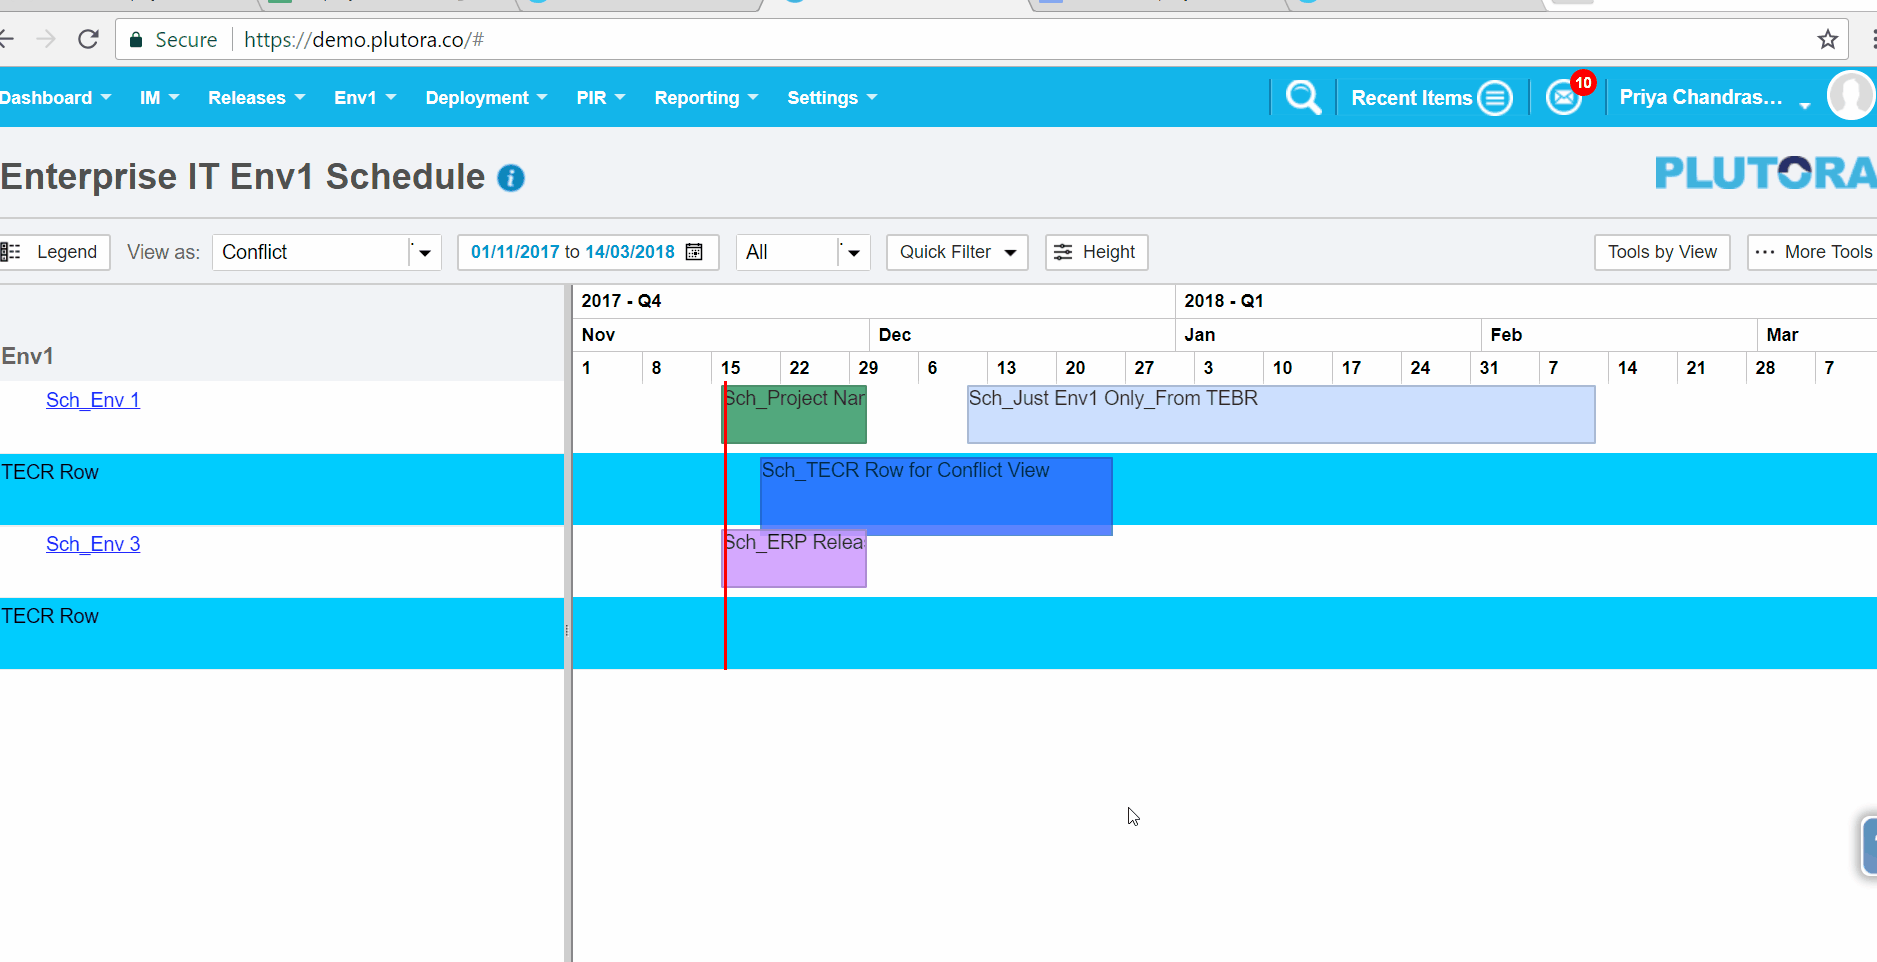 Secure https://demo.plutora.co/#
Dashboard IM Releases Env1 Deployment PIR Reporting Settings Recent Items 10 Priya Chandras...
Enterprise IT Env1 Schedule i PLUTORA
Legend View as: Conflict 01/11/2017 to 14/03/2018 All Quick Filter Height Tools by View ··· More Tools
2017 - Q4 2018 - Q1
Nov Dec Jan Feb Mar
Env1
1 8 15 22 29 6 13 20 27 3 10 17 24 31 7 14 21 28 7
Sch_Env 1 Sch_Project Nar Sch_Just Env1 Only_From TEBR
TECR Row Sch_TECR Row for Conflict View
Sch_Env 3 Sch_ERP Relea
TECR Row